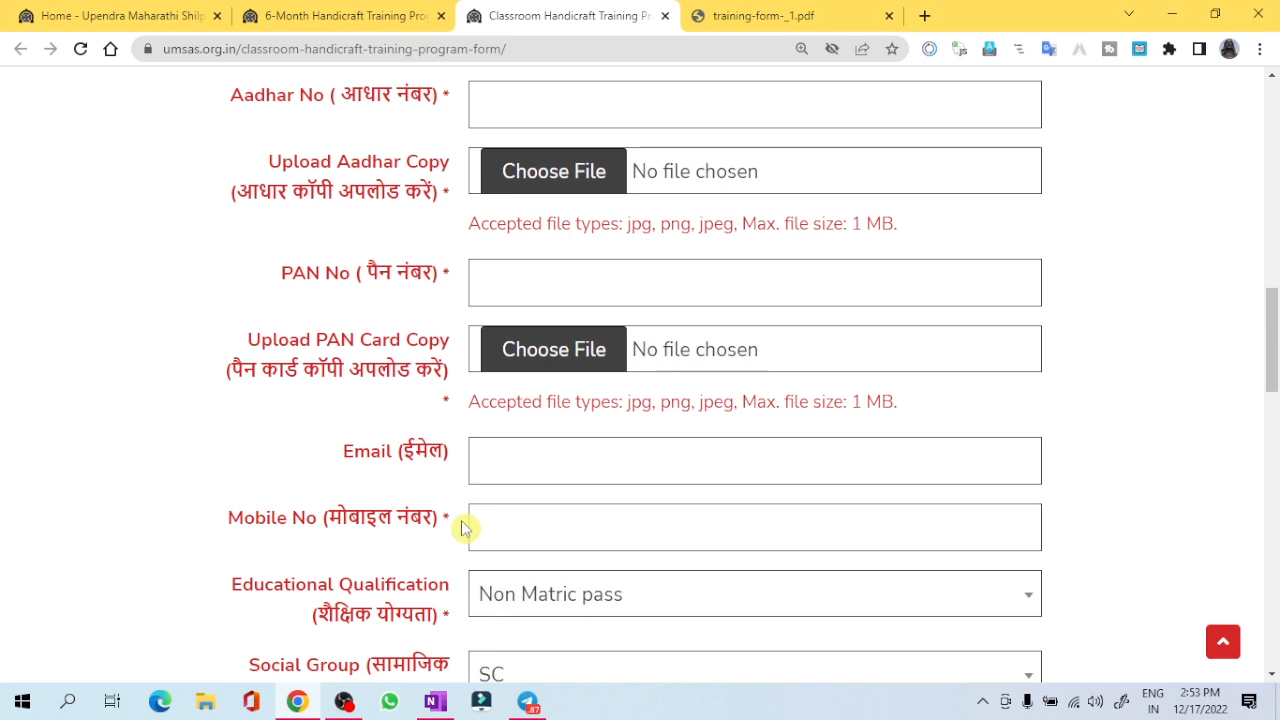 Home - Upendra Maharathi Shilp
6-Month Handicraft Training Pro
Classroom Handicraft Training Pr
training-form-_1.pdf
umsas.org.in/classroom-handicraft-training-program-form/
Aadhar No ( आधार नंबर) *
Upload Aadhar Copy
(आधार कॉपी अपलोड करें) *
Choose File No file chosen
Accepted file types: jpg, png, jpeg, Max. file size: 1 MB.
PAN No ( पैन नंबर) *
Upload PAN Card Copy
(पैन कार्ड कॉपी अपलोड करें)
*
Choose File No file chosen
Accepted file types: jpg, png, jpeg, Max. file size: 1 MB.
Email (ईमेल)
Mobile No (मोबाइल नंबर) *
Educational Qualification
(शैक्षिक योग्यता) *
Non Matric pass
Social Group (सामाजिक
SC
87
ENG
IN
2:53 PM
12/17/2022